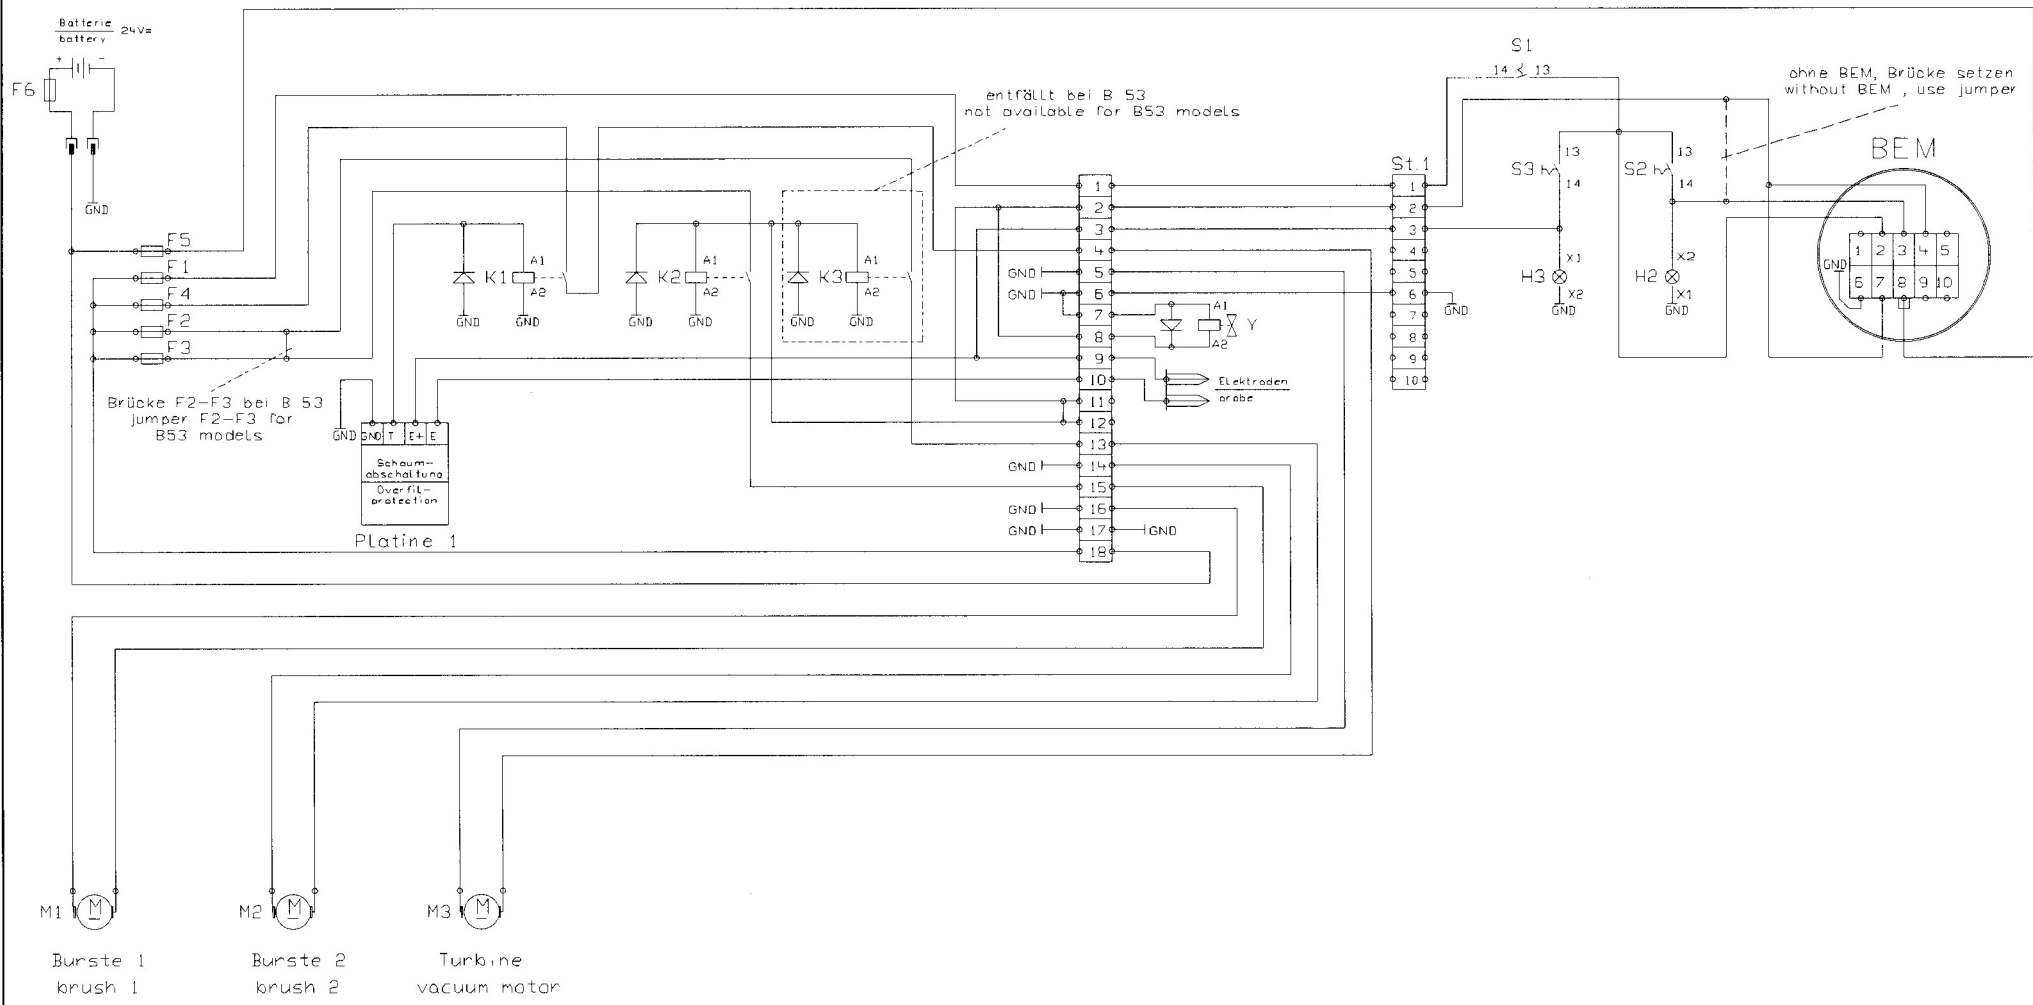 Batterie
battery 24V=
+ -
F6
GND
F5
F1
F4
F2
F3
Brücke F2-F3 bei B 53
jumper F2-F3 for
B53 models
GND GND T E+ E
Schaum-
abschaltung
Overfil-
protection
Platine 1
K1 A1
A2
GND GND
K2 A1
A2
GND GND
K3 A1
A2
GND GND
entfällt bei B 53
not available for B53 models
1
2
3
4
GND 5
GND 6
7
8
9
10
11
12
13
GND 14
15
GND 16
GND 17 GND
18
A1
Y
A2
Elektroden
probe
St.1
1
2
3
4
5
6 GND
7
8
9
10
S1
14 13
S3 13
14
S2 13
14
H3 X1
X2
GND
H2 X2
X1
GND
ohne BEM, Brücke setzen
without BEM , use jumper
BEM
1 2 3 4 5
GND
6 7 8 9 10
M1 M
M2 M
M3 M
Burste 1
brush 1
Burste 2
brush 2
Turbine
vacuum motor